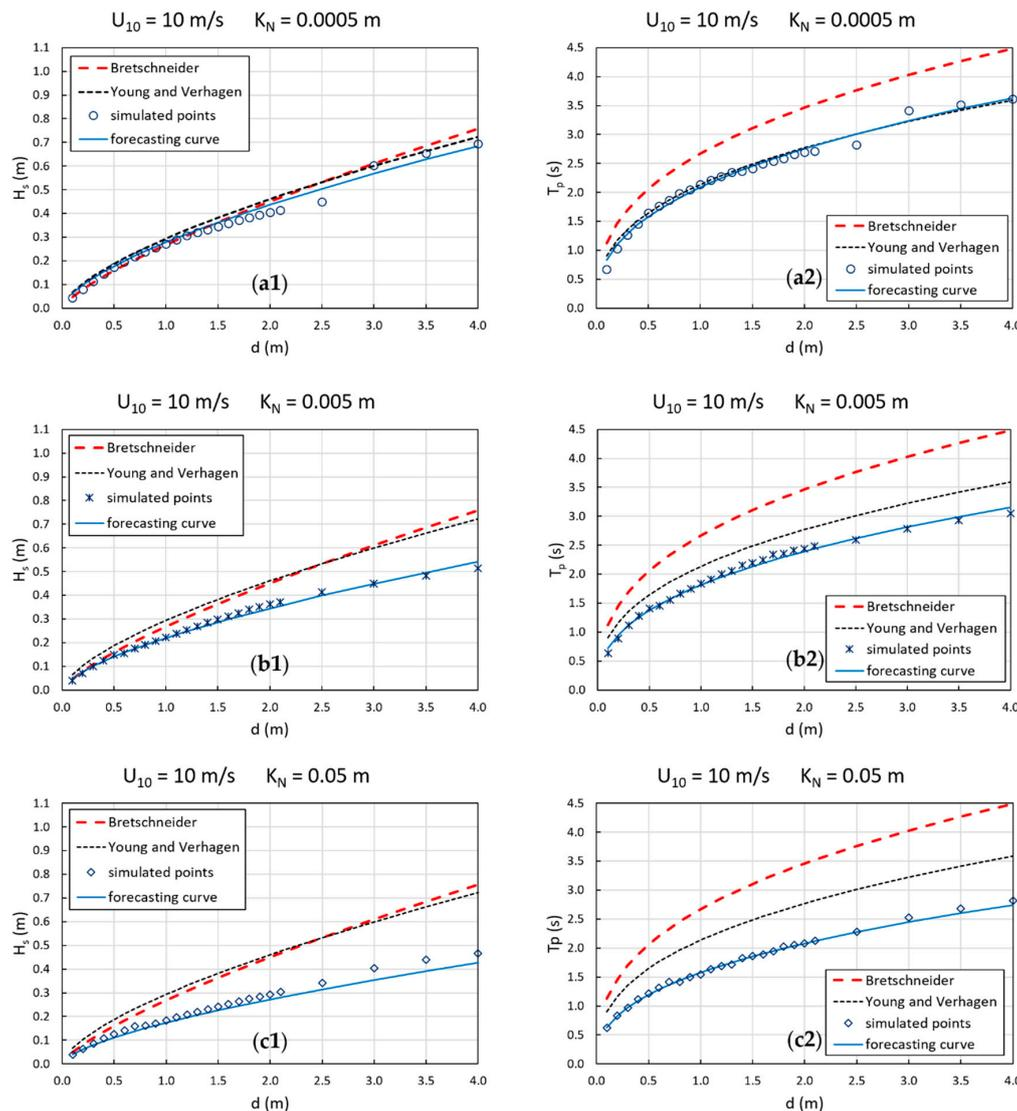 U10 = 10 m/s KN = 0.0005 m
1.1
1.0
0.9
0.8
0.7
0.6
0.5
0.4
0.3
0.2
0.1
0.0
Hs (m)
Bretschneider
Young and Verhagen
simulated points
forecasting curve
(a1)
0.0 0.5 1.0 1.5 2.0 2.5 3.0 3.5 4.0
d (m)
U10 = 10 m/s KN = 0.0005 m
4.5
4.0
3.5
3.0
2.5
2.0
1.5
1.0
0.5
0.0
Tp (s)
Bretschneider
Young and Verhagen
simulated points
forecasting curve
(a2)
0.0 0.5 1.0 1.5 2.0 2.5 3.0 3.5 4.0
d (m)
U10 = 10 m/s KN = 0.005 m
1.1
1.0
0.9
0.8
0.7
0.6
0.5
0.4
0.3
0.2
0.1
0.0
Hs (m)
Bretschneider
Young and Verhagen
simulated points
forecasting curve
(b1)
0.0 0.5 1.0 1.5 2.0 2.5 3.0 3.5 4.0
d (m)
U10 = 10 m/s KN = 0.005 m
4.5
4.0
3.5
3.0
2.5
2.0
1.5
1.0
0.5
0.0
Tp (s)
Bretschneider
Young and Verhagen
simulated points
forecasting curve
(b2)
0.0 0.5 1.0 1.5 2.0 2.5 3.0 3.5 4.0
d (m)
U10 = 10 m/s KN = 0.05 m
1.1
1.0
0.9
0.8
0.7
0.6
0.5
0.4
0.3
0.2
0.1
0.0
Hs (m)
Bretschneider
Young and Verhagen
simulated points
forecasting curve
(c1)
0.0 0.5 1.0 1.5 2.0 2.5 3.0 3.5 4.0
d (m)
U10 = 10 m/s KN = 0.05 m
4.5
4.0
3.5
3.0
2.5
2.0
1.5
1.0
0.5
0.0
Tp (s)
Bretschneider
Young and Verhagen
simulated points
forecasting curve
(c2)
0.0 0.5 1.0 1.5 2.0 2.5 3.0 3.5 4.0
d (m)